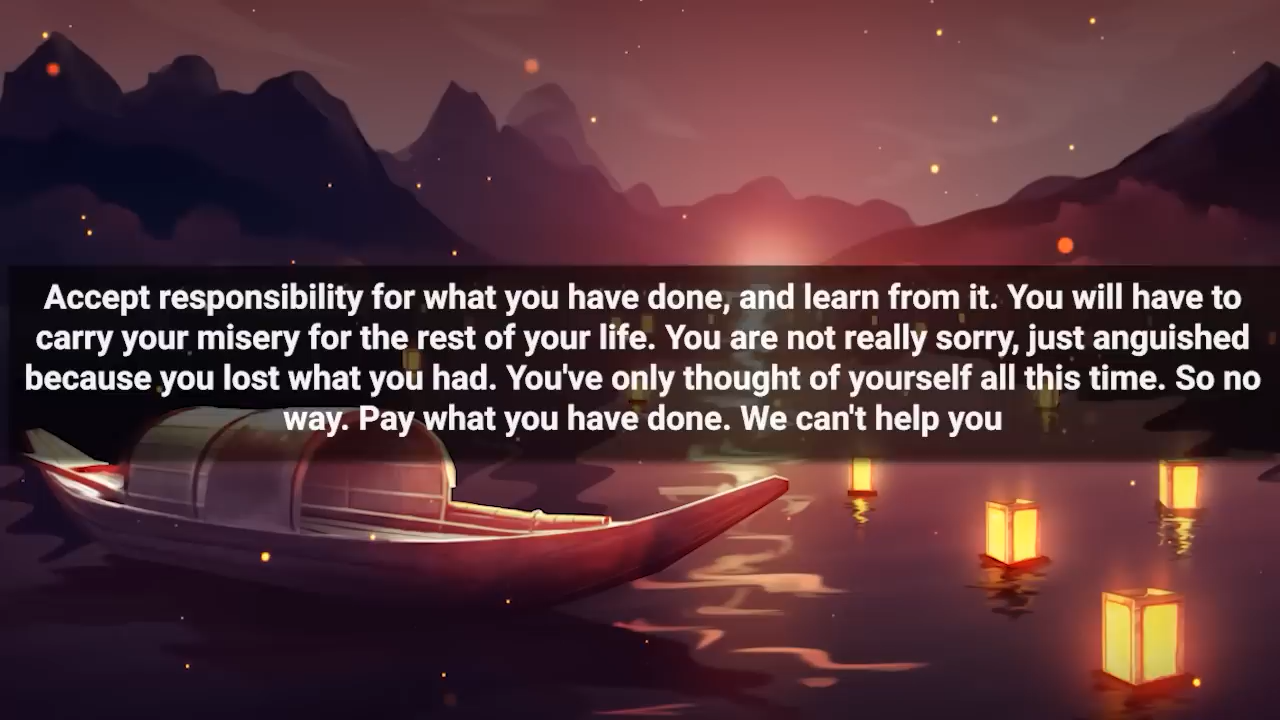 Accept responsibility for what you have done, and learn from it. You will have to
carry your misery for the rest of your life. You are not really sorry, just anguished
because you lost what you had. You've only thought of yourself all this time. So no
way. Pay what you have done. We can't help you